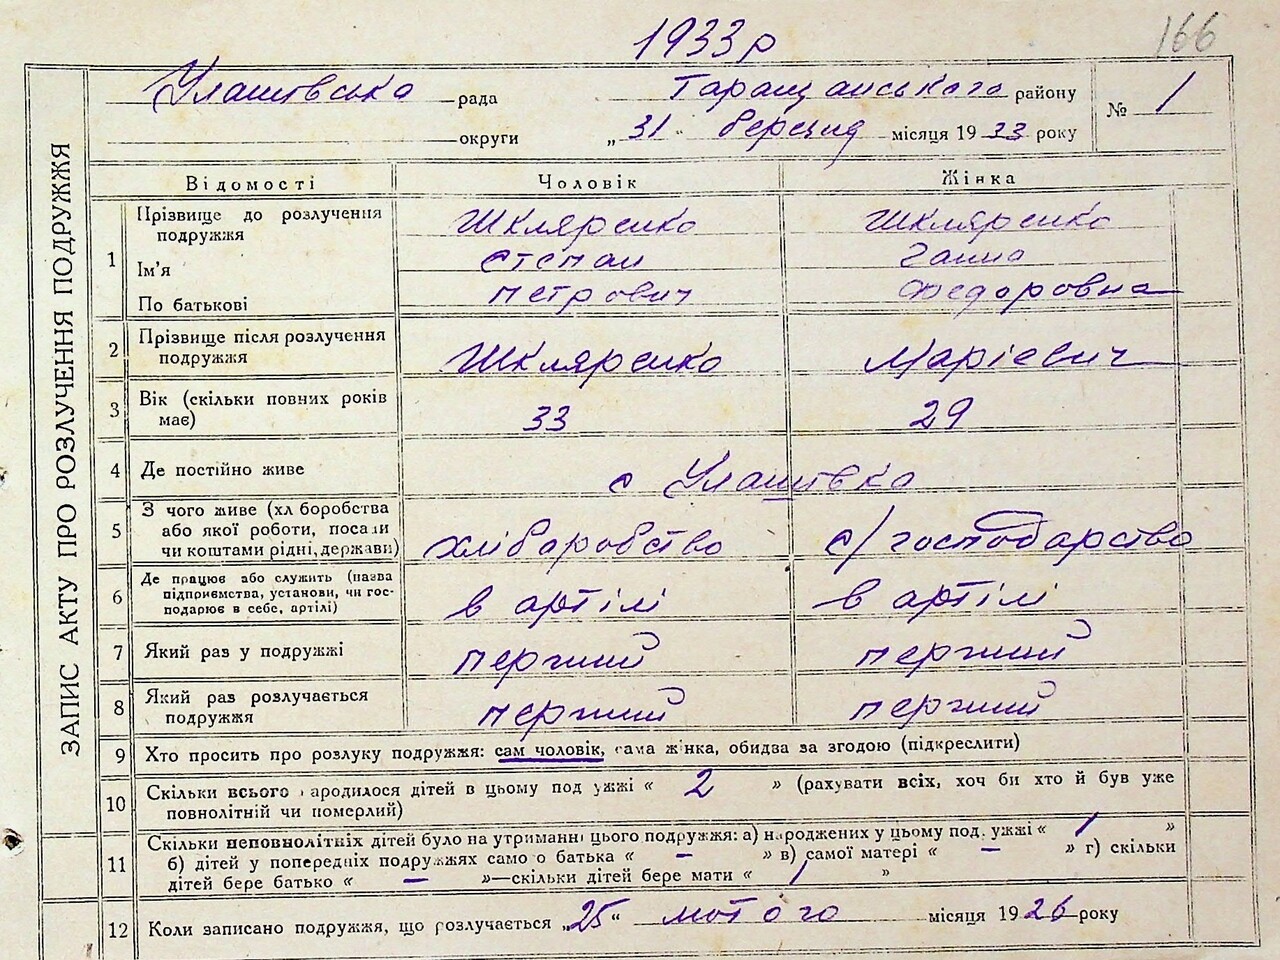 1933 р
166
Улашівська рада Таращанського району № 1
округи „31" березня місяця 1933 року
ЗАПИС АКТУ ПРО РОЗЛУЧЕННЯ ПОДРУЖЖЯ
Відомості Чоловік Жінка
1 Прізвище до розлучення подружжя Шкляренко Шкляренко
Ім'я Степан Ганна
По батькові Петрович Федоровна
2 Прізвище після розлучення подружжя Шкляренко Маріевич
3 Вік (скільки повних років має) 33 29
4 Де постійно живе с Улашівка
5 З чого живе (хліборобства або якої роботи, посади чи коштами рідні, держави) хліборобство с/господарство
6 Де працює або служить (назва підприємства, установи, чи господарює в себе, артілі) в артілі в артілі
7 Який раз у подружжі перший перший
8 Який раз розлучається подружжя перший перший
9 Хто просить про розлуку подружжя: сам чоловік, сама жінка, обидва за згодою (підкреслити)
10 Скільки всього народилося дітей в цьому подружжі « 2 » (рахувати всіх, хоч би хто й був уже
повнолітній чи померлий)
11 Скільки неповнолітніх дітей було на утриманні цього подружжя: а) народжених у цьому подружжі « 1 »
б) дітей у попередніх подружжях само о батька « – » в) самої матері « – » г) скільки
дітей бере батько « – »—скільки дітей бере мати « 1 »
12 Коли записано подружжя, що розлучається „25" лютого місяця 1926 року